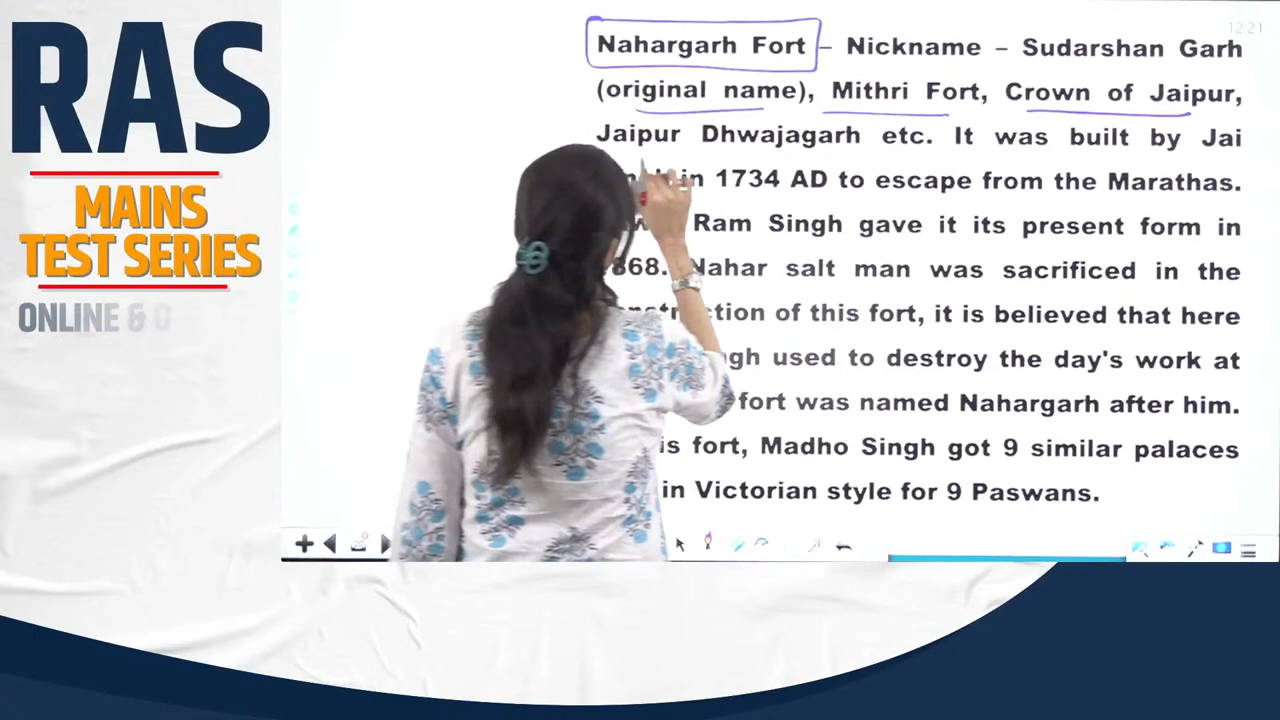 RAS
MAINS
TEST SERIES
ONLINE & O
12:21
Nahargarh Fort – Nickname – Sudarshan Garh
(original name), Mithri Fort, Crown of Jaipur,
Jaipur Dhwajagarh etc. It was built by Jai
in 1734 AD to escape from the Marathas.
Ram Singh gave it its present form in
868. Nahar salt man was sacrificed in the
of this fort, it is believed that here
used to destroy the day's work at
fort was named Nahargarh after him.
fort, Madho Singh got 9 similar palaces
in Victorian style for 9 Paswans.